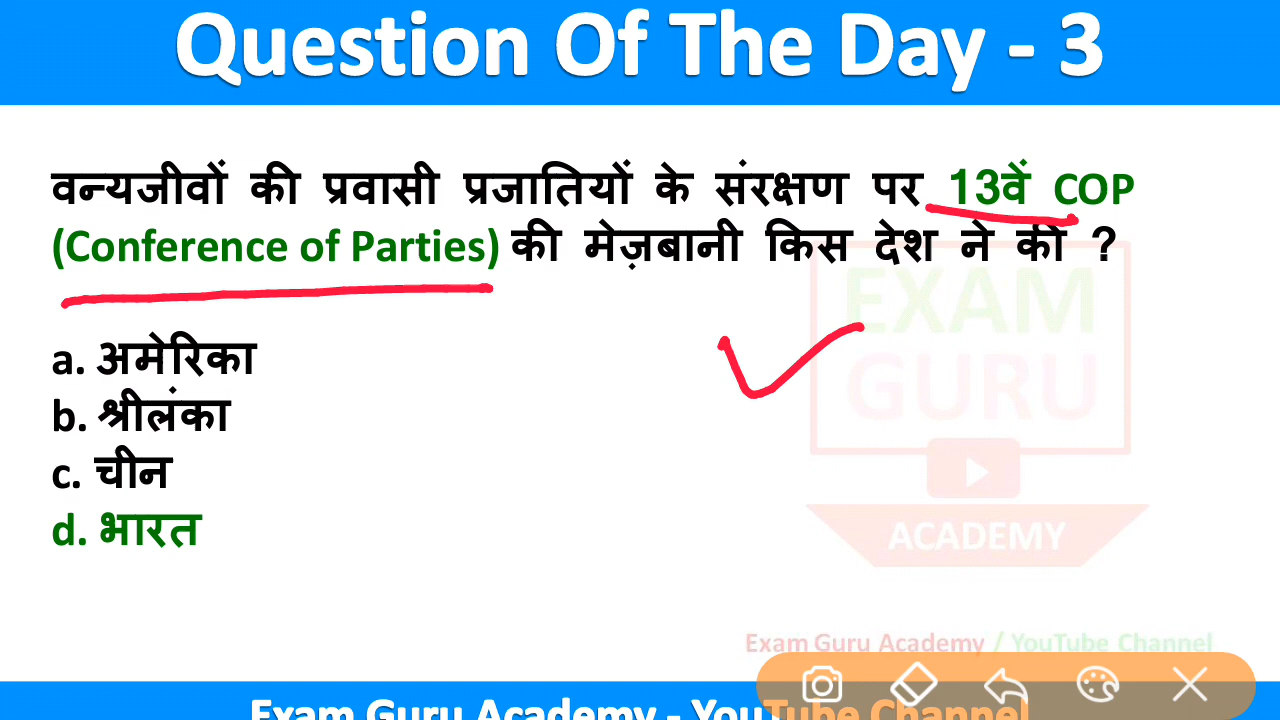 Question Of The Day - 3
वन्यजीवों की प्रवासी प्रजातियों के संरक्षण पर 13वें COP
(Conference of Parties) की मेज़बानी किस देश ने की ?
a. अमेरिका
b. श्रीलंका
c. चीन
d. भारत
EXAM
GURU
ACADEMY
Exam Guru Academy / YouTube Channel
Exam Guru Academy - YouTube Channel